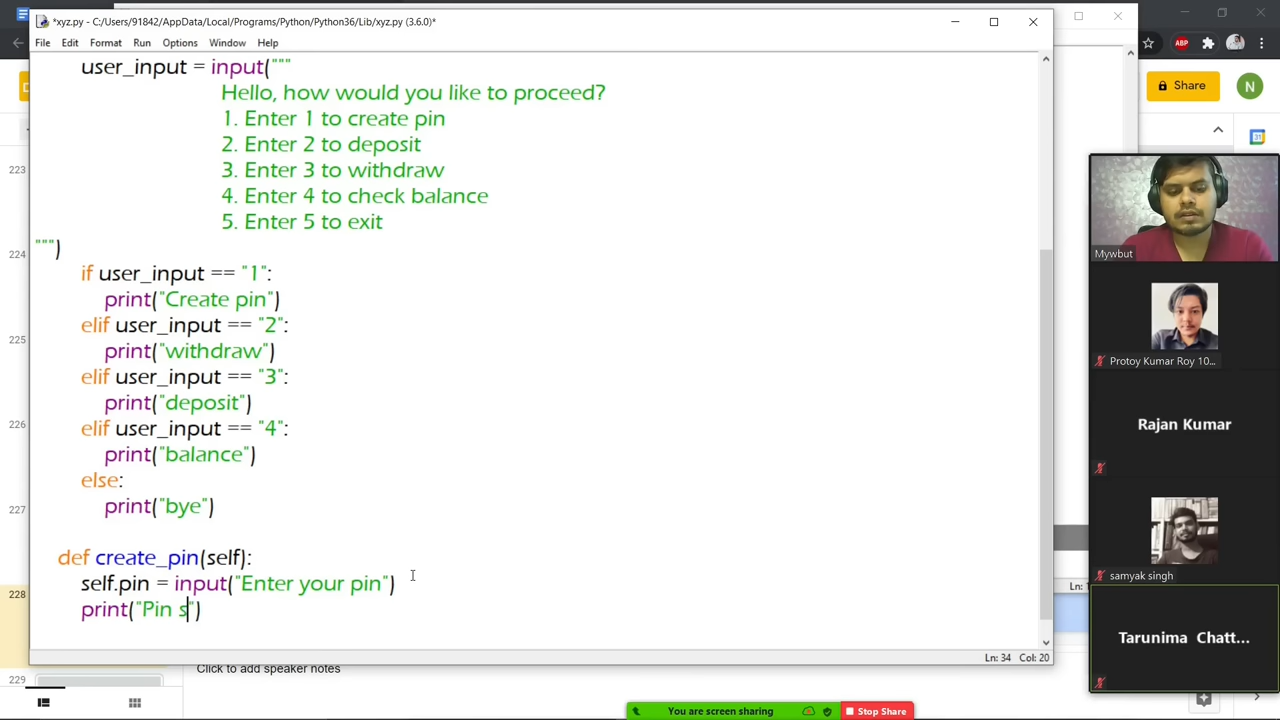 *xyz.py - C:/Users/91842/AppData/Local/Programs/Python/Python36/Lib/xyz.py (3.6.0)*
File Edit Format Run Options Window Help
ABP
user_input = input("""
Hello, how would you like to proceed?
1. Enter 1 to create pin
2. Enter 2 to deposit
3. Enter 3 to withdraw
4. Enter 4 to check balance
5. Enter 5 to exit
""")
if user_input == "1":
print("Create pin")
elif user_input == "2":
print("withdraw")
elif user_input == "3":
print("deposit")
elif user_input == "4":
print("balance")
else:
print("bye")
def create_pin(self):
self.pin = input("Enter your pin")
print("Pin s")
Ln: 34 Col: 20
223
224
225
226
227
228
229
Share
N
31
Mywbut
Protoy Kumar Roy 10...
Rajan Kumar
samyak singh
Tarunima Chatt...
Ln: 1
Click to add speaker notes
You are screen sharing
Stop Share